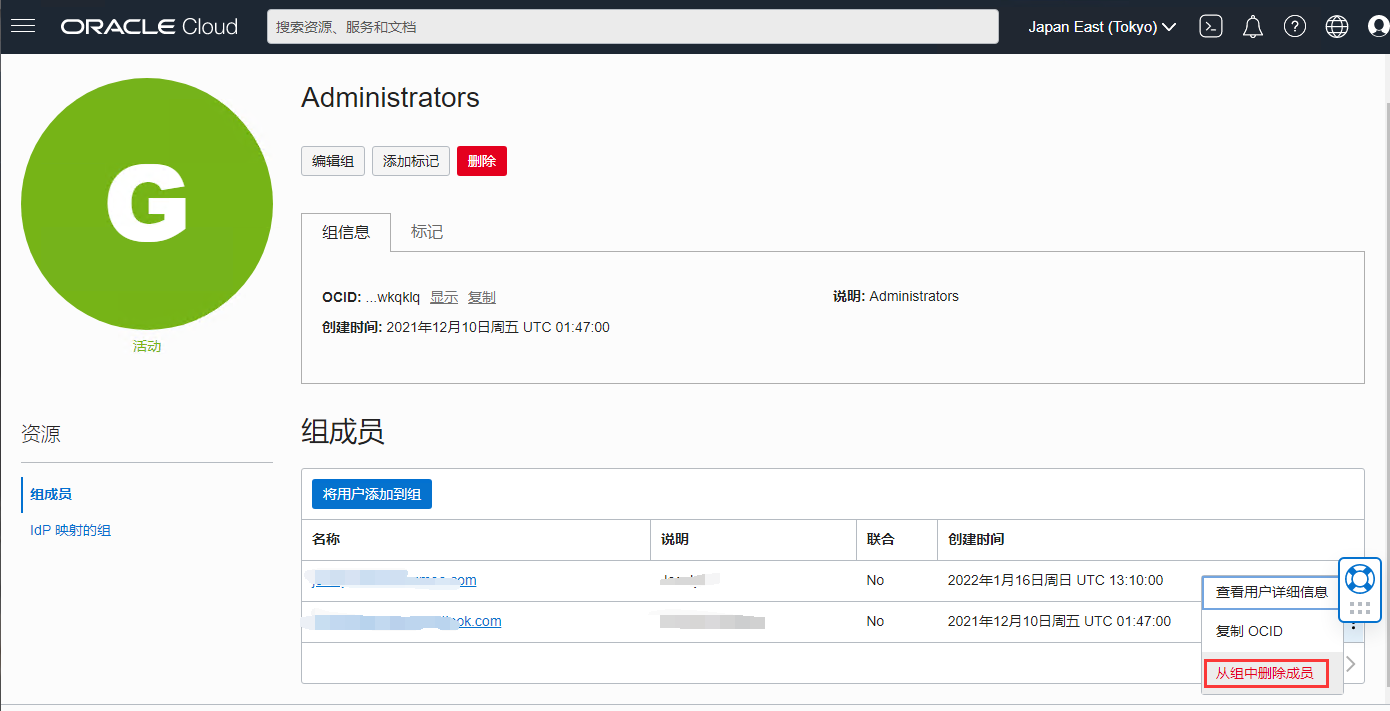 ORACLE Cloud 搜索资源、服务和文档 Japan East (Tokyo)
G
活动
Administrators
编辑组 添加标记 删除
组信息 标记
OCID: ...wkqklq 显示 复制 说明: Administrators
创建时间: 2021年12月10日周五 UTC 01:47:00
资源
组成员
IdP 映射的组
组成员
将用户添加到组
名称 说明 联合 创建时间
.com No 2022年1月16日周日 UTC 13:10:00
ok.com No 2021年12月10日周五 UTC 01:47:00
查看用户详细信息
复制 OCID
从组中删除成员